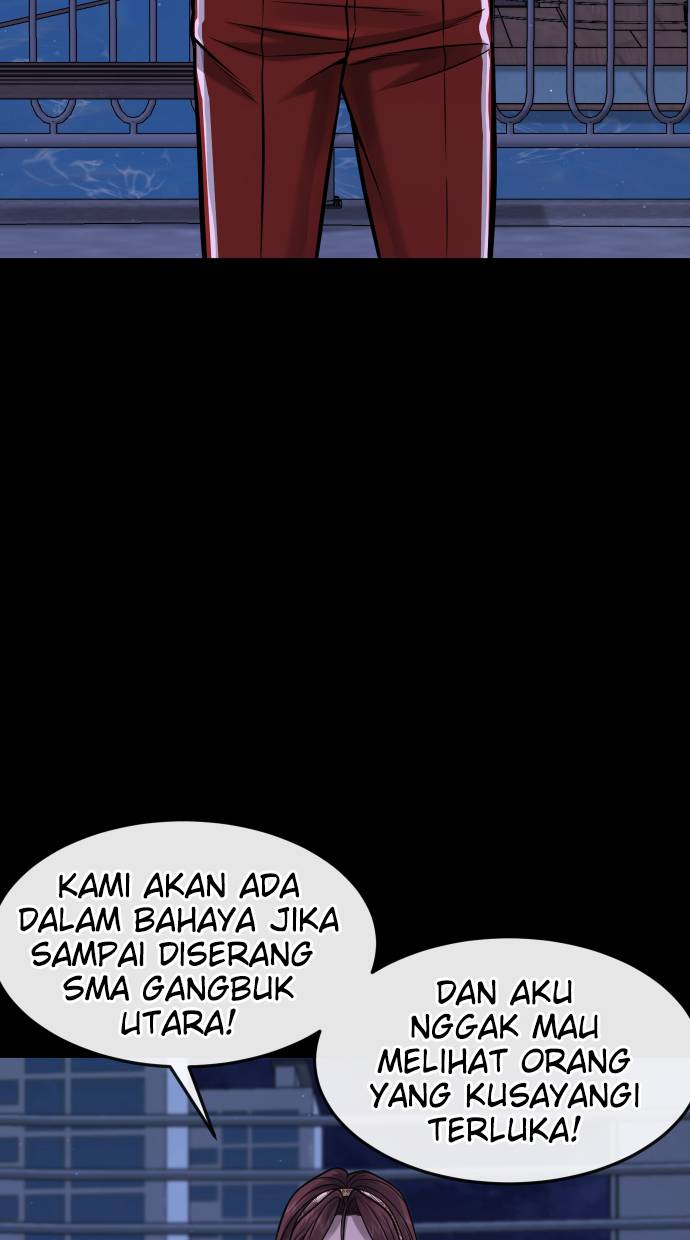 KAMI AKAN ADA
DALAM BAHAYA JIKA
SAMPAI DISERANG
SMA GANGBUK
UTARA!
DAN AKU
NGGAK MAU
MELIHAT ORANG
YANG KUSAYANGI
TERLUKA!